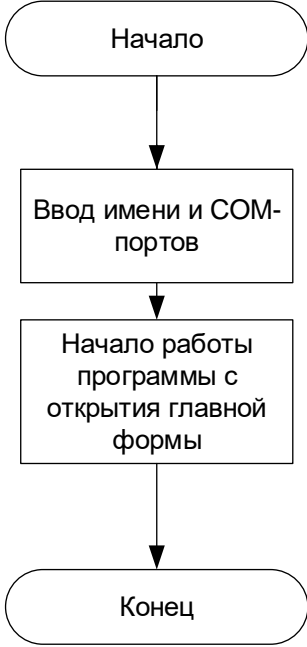 Начало
Ввод имени и COM-
портов
Начало работы
программы с
открытия главной
формы
Конец